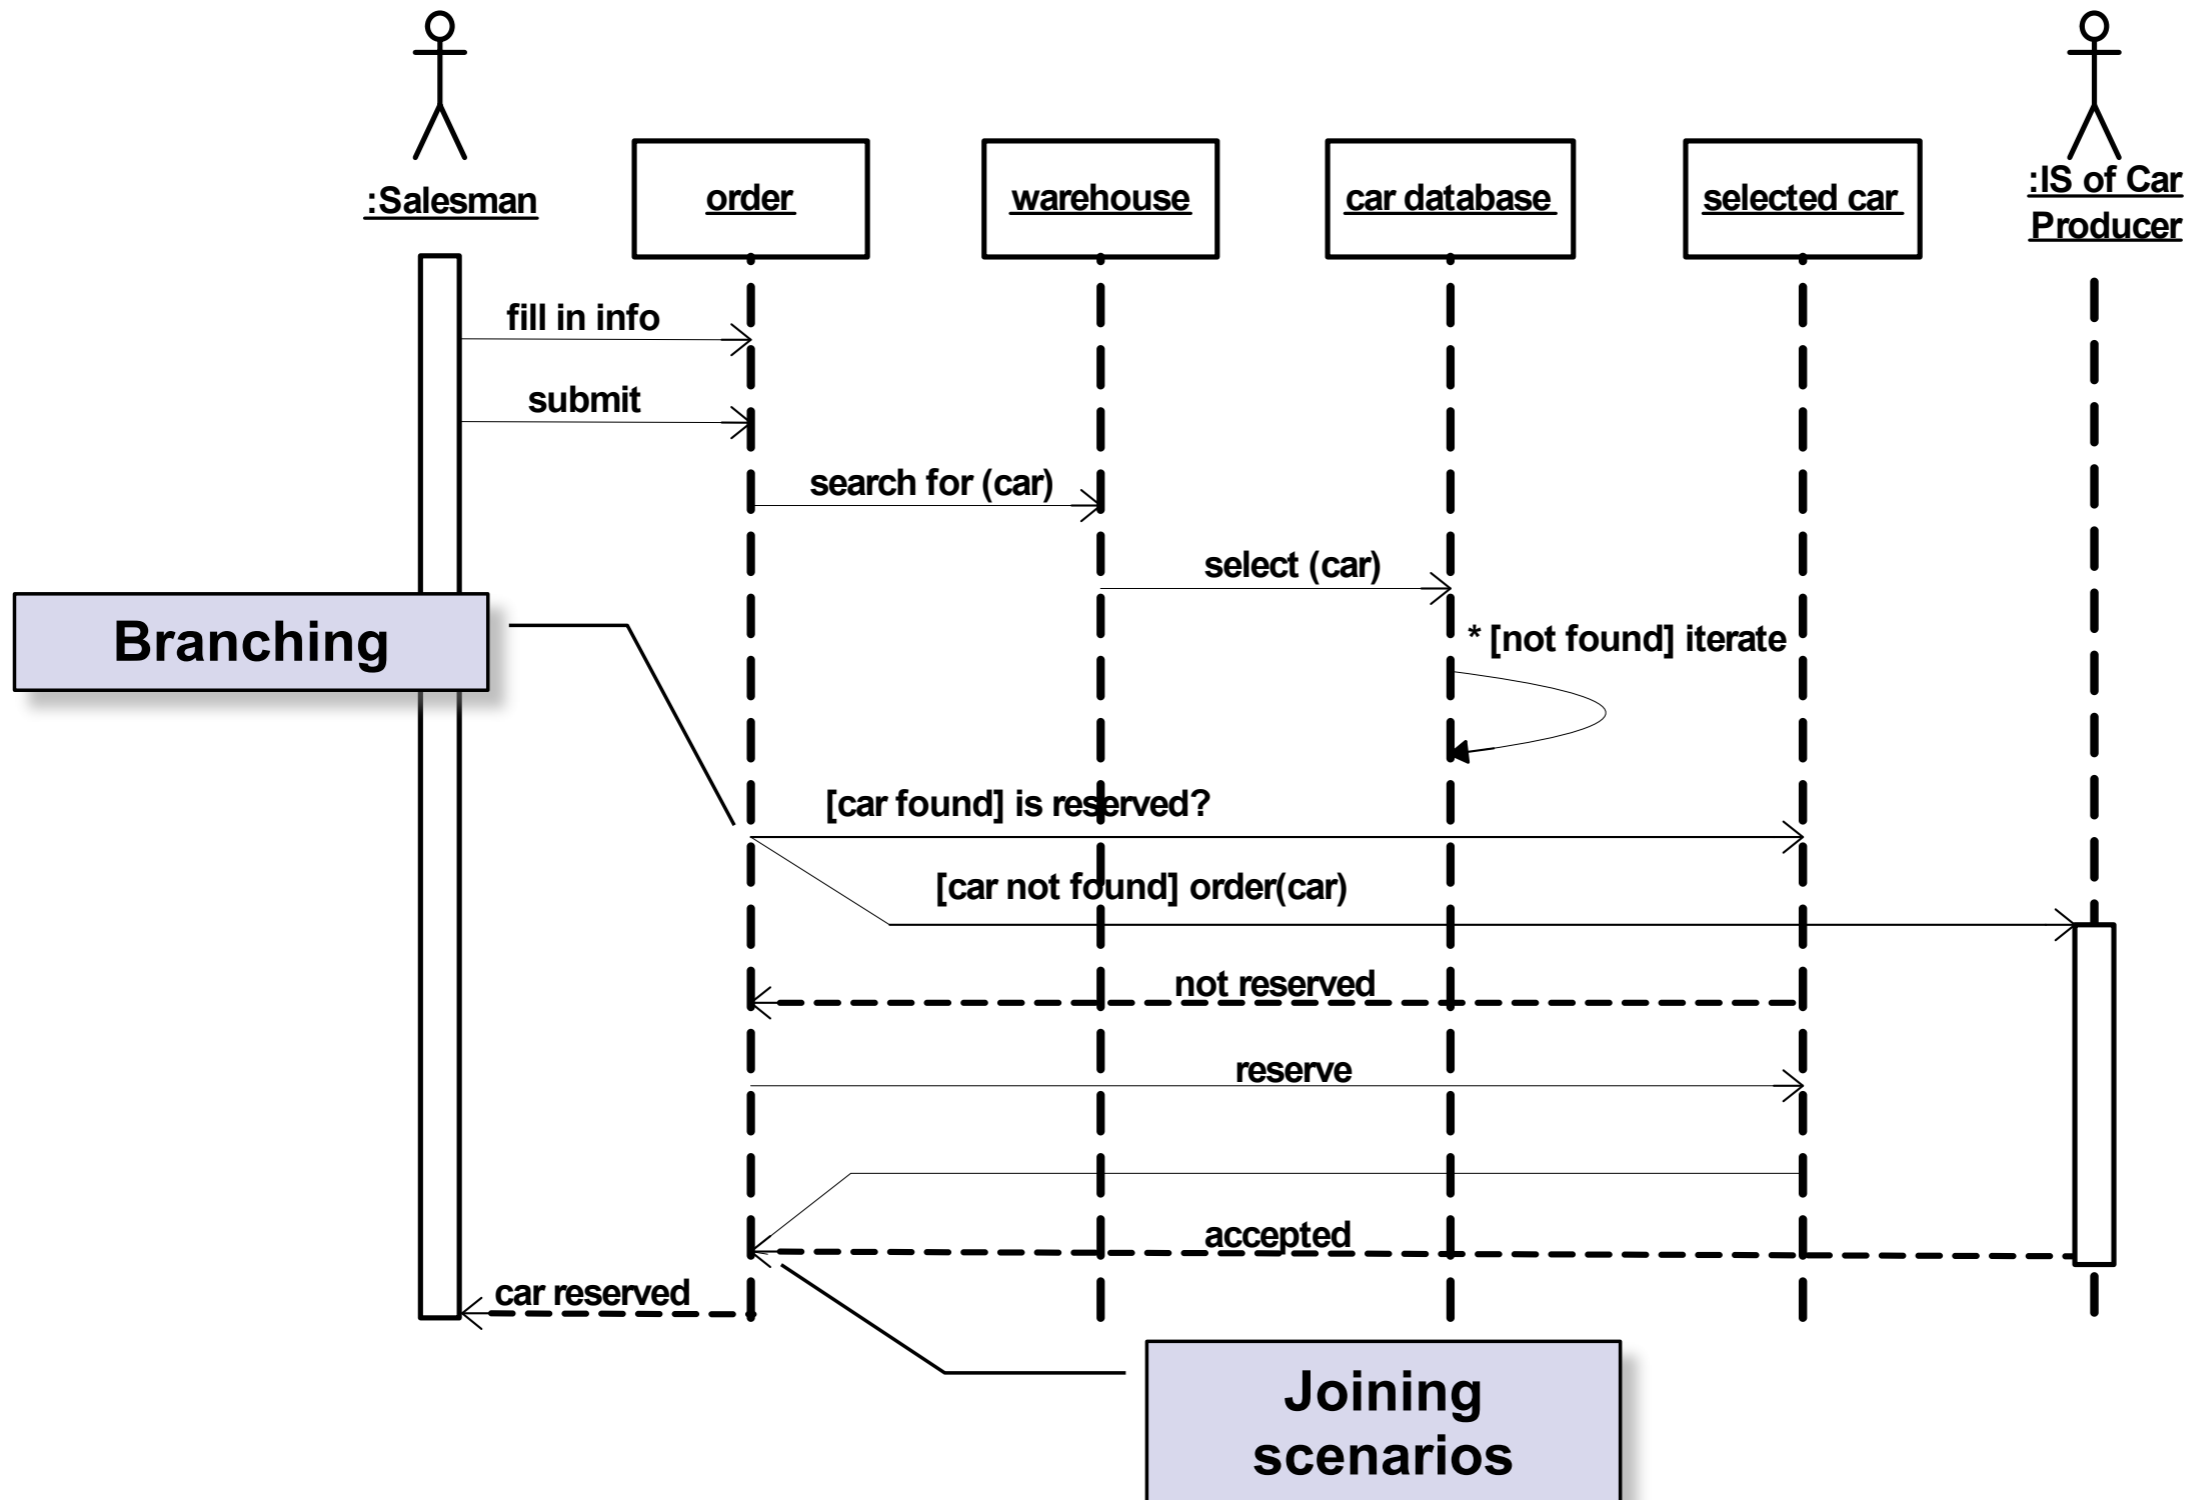 :Salesman
order
warehouse
car database
selected car
:IS of Car
Producer
fill in info
submit
search for (car)
select (car)
Branching
* [not found] iterate
[car found] is reserved?
[car not found] order(car)
not reserved
reserve
accepted
car reserved
Joining
scenarios